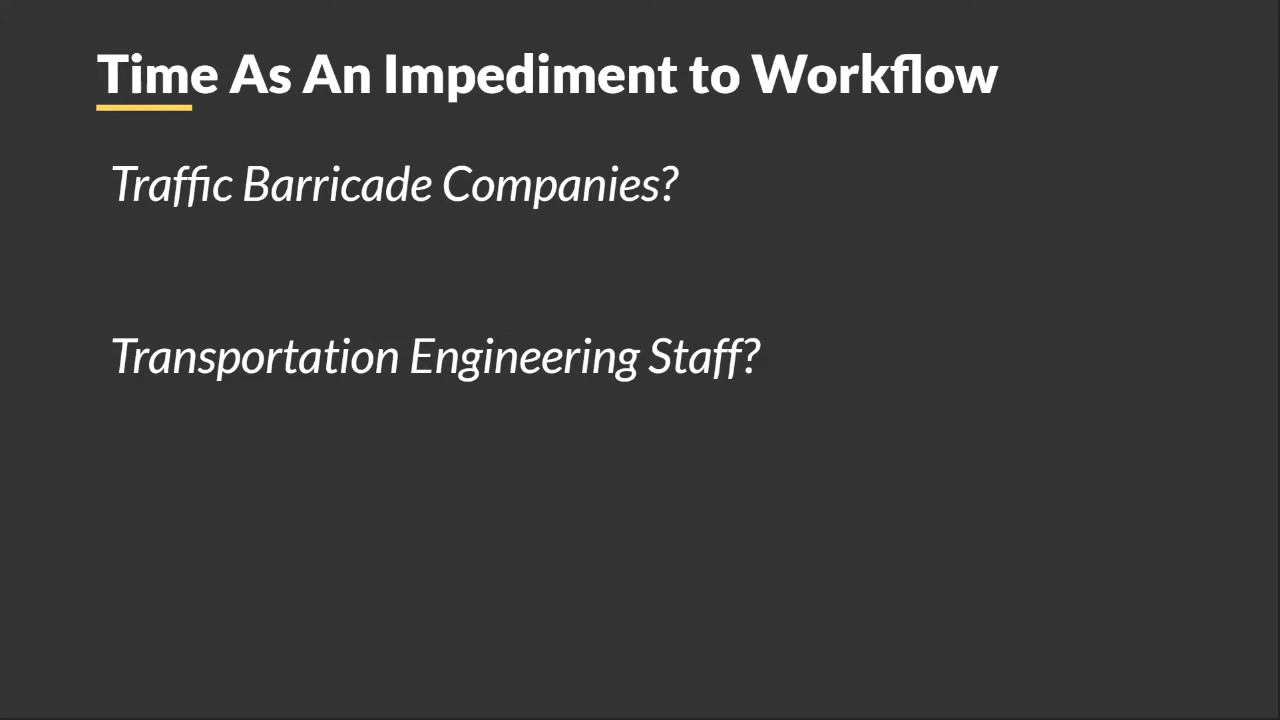 Time As An Impediment to Workflow
Traffic Barricade Companies?
Transportation Engineering Staff?